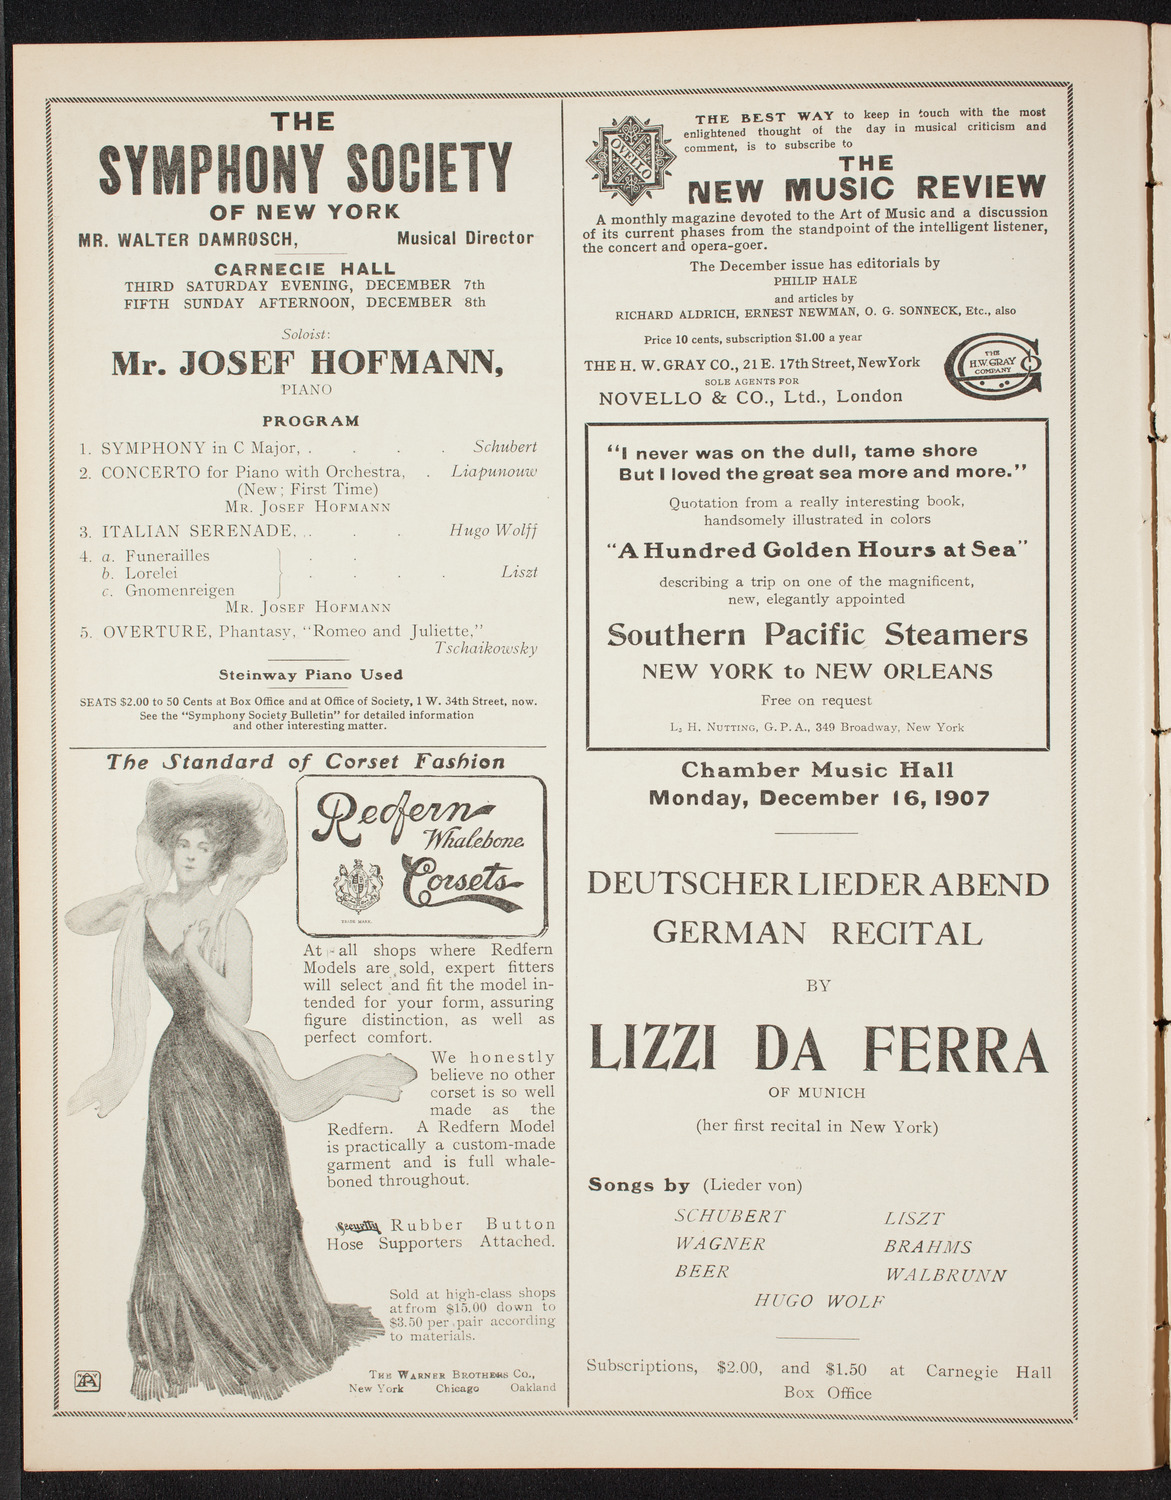 THE
SYMPHONY SOCIETY
OF NEW YORK
MR. WALTER DAMROSCH, Musical Director
CARNEGIE HALL
THIRD SATURDAY EVENING, DECEMBER 7th
FIFTH SUNDAY AFTERNOON, DECEMBER 8th
Soloist:
Mr. JOSEF HOFMANN,
PIANO
PROGRAM
1. SYMPHONY in C Major, . . . . Schubert
2. CONCERTO for Piano with Orchestra, . Liapunouw
(New; First Time)
MR. JOSEF HOFMANN
3. ITALIAN SERENADE, . . . . Hugo Wolff
4. a. Funerailles . .
b. Lorelei . . . . Liszt
c. Gnomenreigen
MR. JOSEF HOFMANN
5. OVERTURE, Phantasy, "Romeo and Juliette,"
Tschaikowsky
Steinway Piano Used
SEATS $2.00 to 50 Cents at Box Office and at Office of Society, 1 W. 34th Street, now.
See the "Symphony Society Bulletin" for detailed information
and other interesting matter.
The Standard of Corset Fashion
Redfern
Whalebone
Corsets
TRADE MARK.
At all shops where Redfern
Models are sold, expert fitters
will select and fit the model in-
tended for your form, assuring
figure distinction, as well as
perfect comfort.
We honestly
believe no other
corset is so well
made as the
Redfern. A Redfern Model
is practically a custom-made
garment and is full whale-
boned throughout.
Security Rubber Button
Hose Supporters Attached.
Sold at high-class shops
at from $15.00 down to
$3.50 per pair according
to materials.
THE WARNER BROTHERS CO.,
New York Chicago Oakland
NOVELLO
THE BEST WAY to keep in touch with the most
enlightened thought of the day in musical criticism and
comment, is to subscribe to
THE
NEW MUSIC REVIEW
A monthly magazine devoted to the Art of Music and a discussion
of its current phases from the standpoint of the intelligent listener,
the concert and opera-goer.
The December issue has editorials by
PHILIP HALE
and articles by
RICHARD ALDRICH, ERNEST NEWMAN, O. G. SONNECK, Etc., also
Price 10 cents, subscription $1.00 a year
THE H. W. GRAY CO., 21 E. 17th Street, New York
SOLE AGENTS FOR
NOVELLO & CO., Ltd., London
THE
H.W.GRAY
COMPANY
"I never was on the dull, tame shore
But I loved the great sea more and more."
Quotation from a really interesting book,
handsomely illustrated in colors
"A Hundred Golden Hours at Sea"
describing a trip on one of the magnificent,
new, elegantly appointed
Southern Pacific Steamers
NEW YORK to NEW ORLEANS
Free on request
L. H. NUTTING, G. P. A., 349 Broadway, New York
Chamber Music Hall
Monday, December 16, 1907
DEUTSCHER LIEDER ABEND
GERMAN RECITAL
BY
LIZZI DA FERRA
OF MUNICH
(her first recital in New York)
Songs by (Lieder von)
SCHUBERT LISZT
WAGNER BRAHMS
BEER WALBRUNN
HUGO WOLF
Subscriptions, $2.00, and $1.50 at Carnegie Hall
Box Office